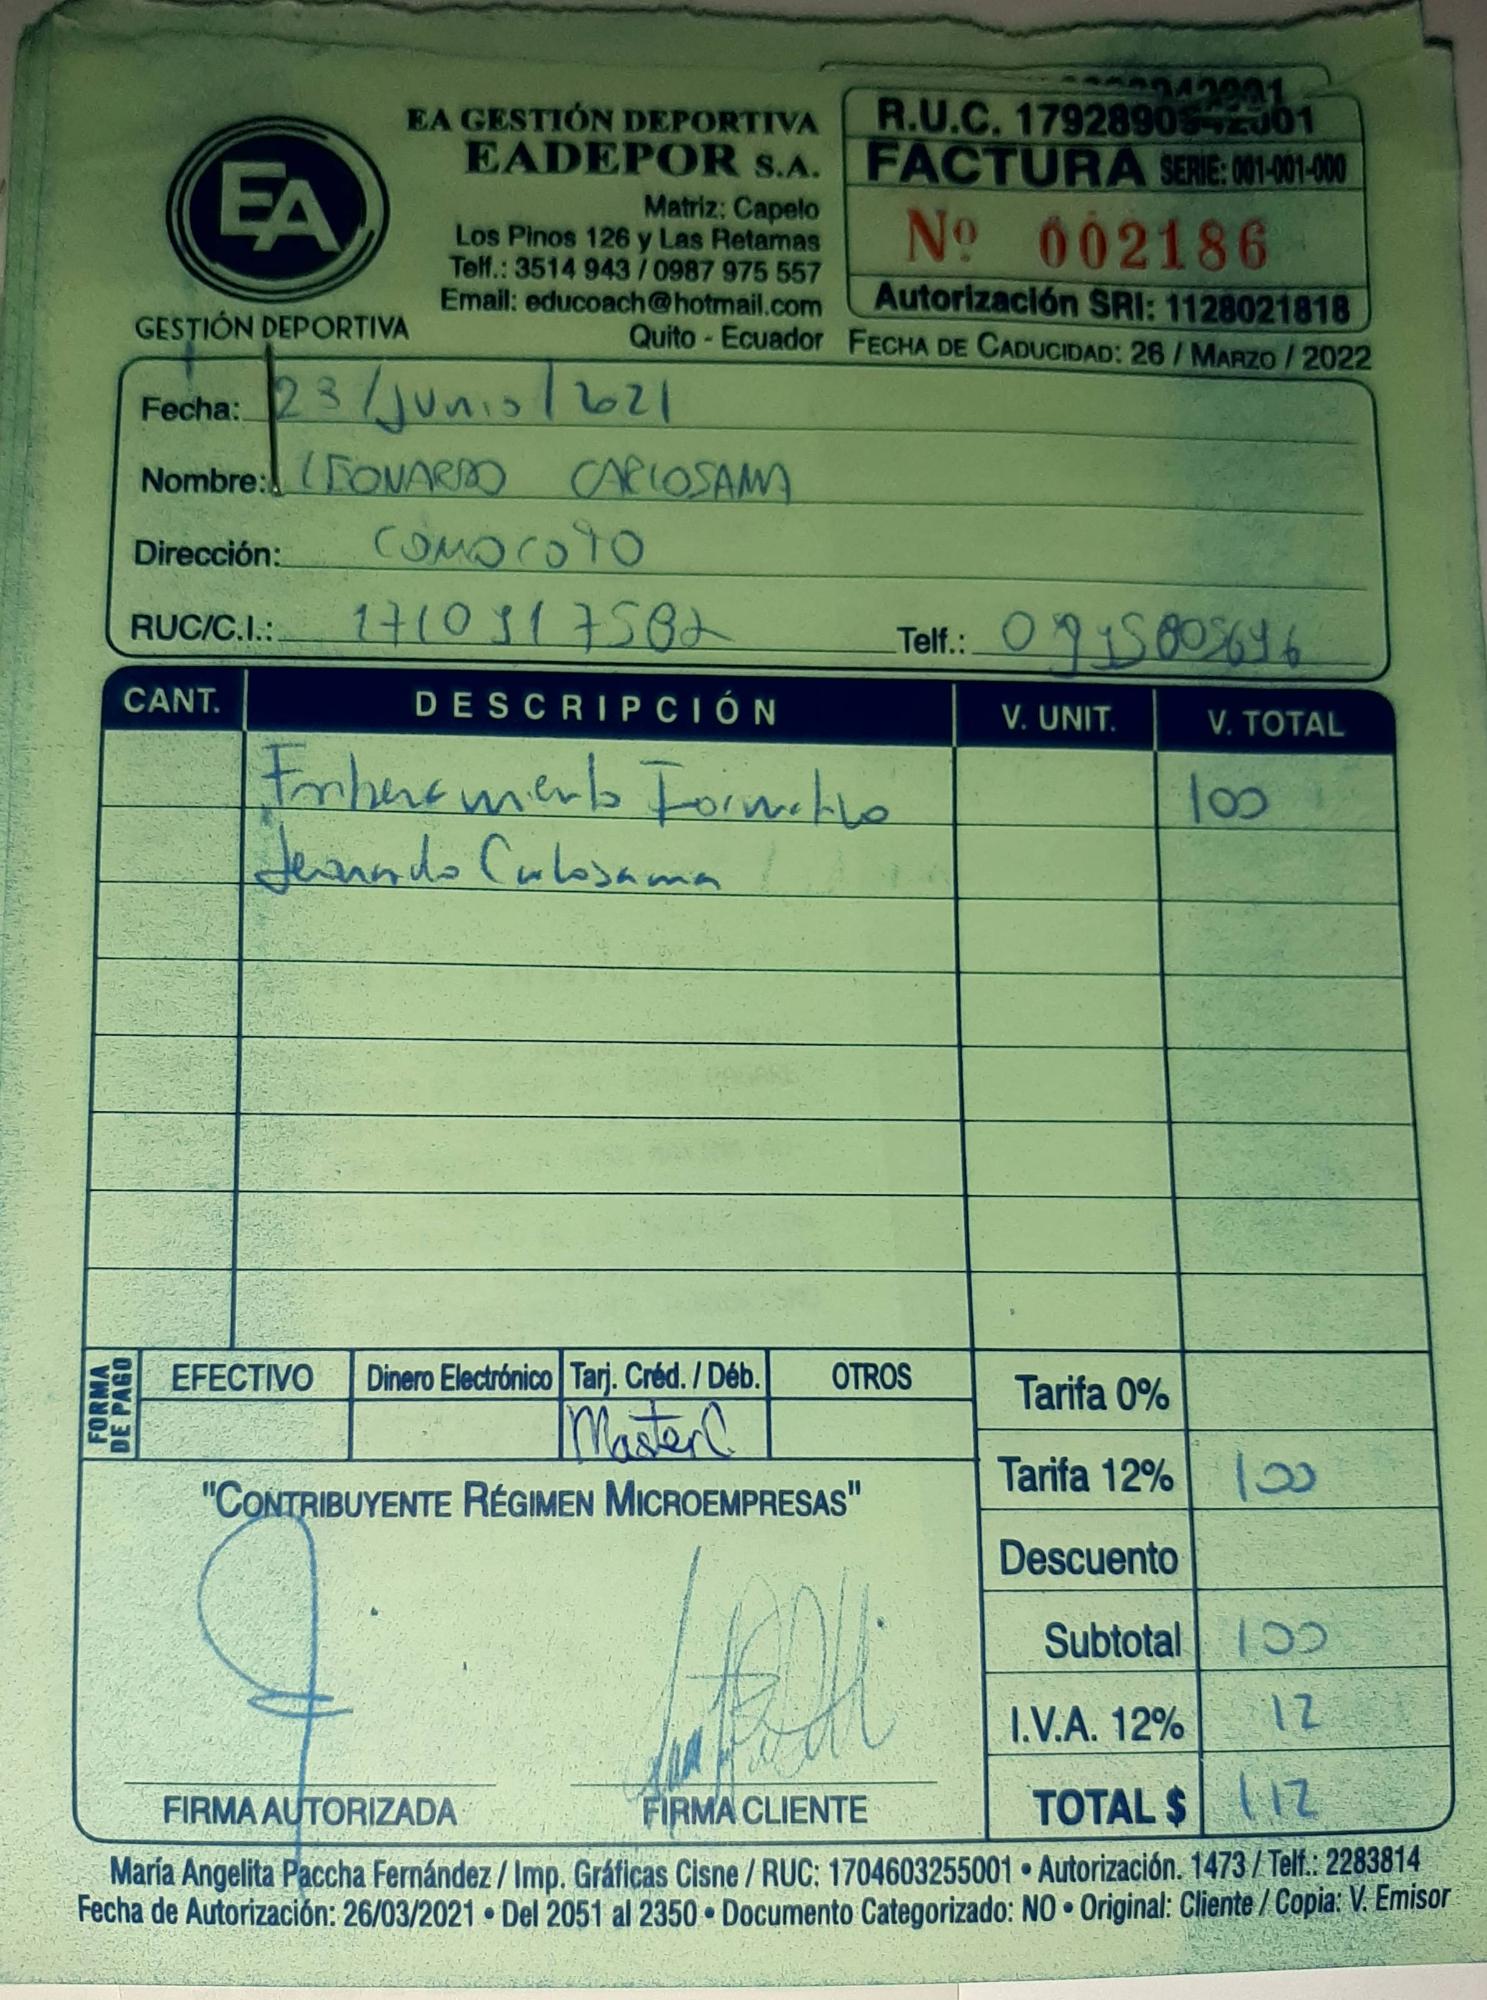 EA GESTIÓN DEPORTIVA
EADEPOR S.A.
Matriz: Capelo
Los Pinos 126 y Las Retamas
Telf.: 3514 943 / 0987 975 557
Email: educoach@hotmail.com
Quito - Ecuador
EA
GESTIÓN DEPORTIVA
R.U.C.
FACTURA SERIE: 001-001-000
Nº 002186
Autorización SRI: 1128021818
FECHA DE CADUCIDAD: 26 / MARZO / 2022
Fecha: 23/Junio/2021
Nombre: LEONARDO CARLOSAMA
Dirección: CONOCOTO
RUC/C.I.:
Telf.:
CANT. DESCRIPCIÓN V. UNIT. V. TOTAL
Entrenamiento Formativo 100
Leonardo Carlosama
FORMA DE PAGO
EFECTIVO Dinero Electrónico Tarj. Créd. / Déb. OTROS
MasterC
Tarifa 0%
Tarifa 12% 100
Descuento
Subtotal 100
I.V.A. 12% 12
TOTAL $ 112
"CONTRIBUYENTE RÉGIMEN MICROEMPRESAS"
FIRMA AUTORIZADA FIRMA CLIENTE
María Angelita Paccha Fernández / Imp. Gráficas Cisne / RUC: 1704603255001 • Autorización. 1473 / Telf.: 2283814
Fecha de Autorización: 26/03/2021 • Del 2051 al 2350 • Documento Categorizado: NO • Original: Cliente / Copia: V. Emisor